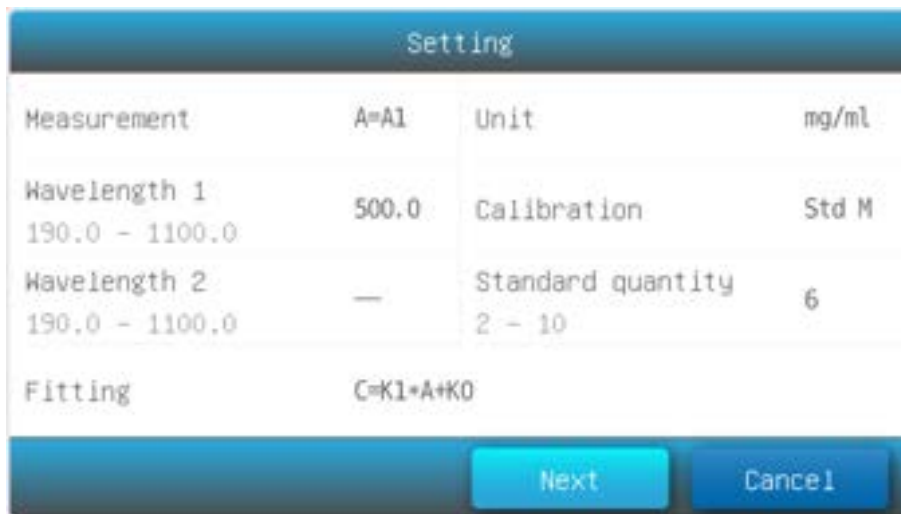 Setting
Measurement A=A1 Unit mg/ml
Wavelength 1 500.0 Calibration Std M
190.0 - 1100.0
Wavelength 2 — Standard quantity 6
190.0 - 1100.0 2 - 10
Fitting C=K1*A+K0
Next Cancel